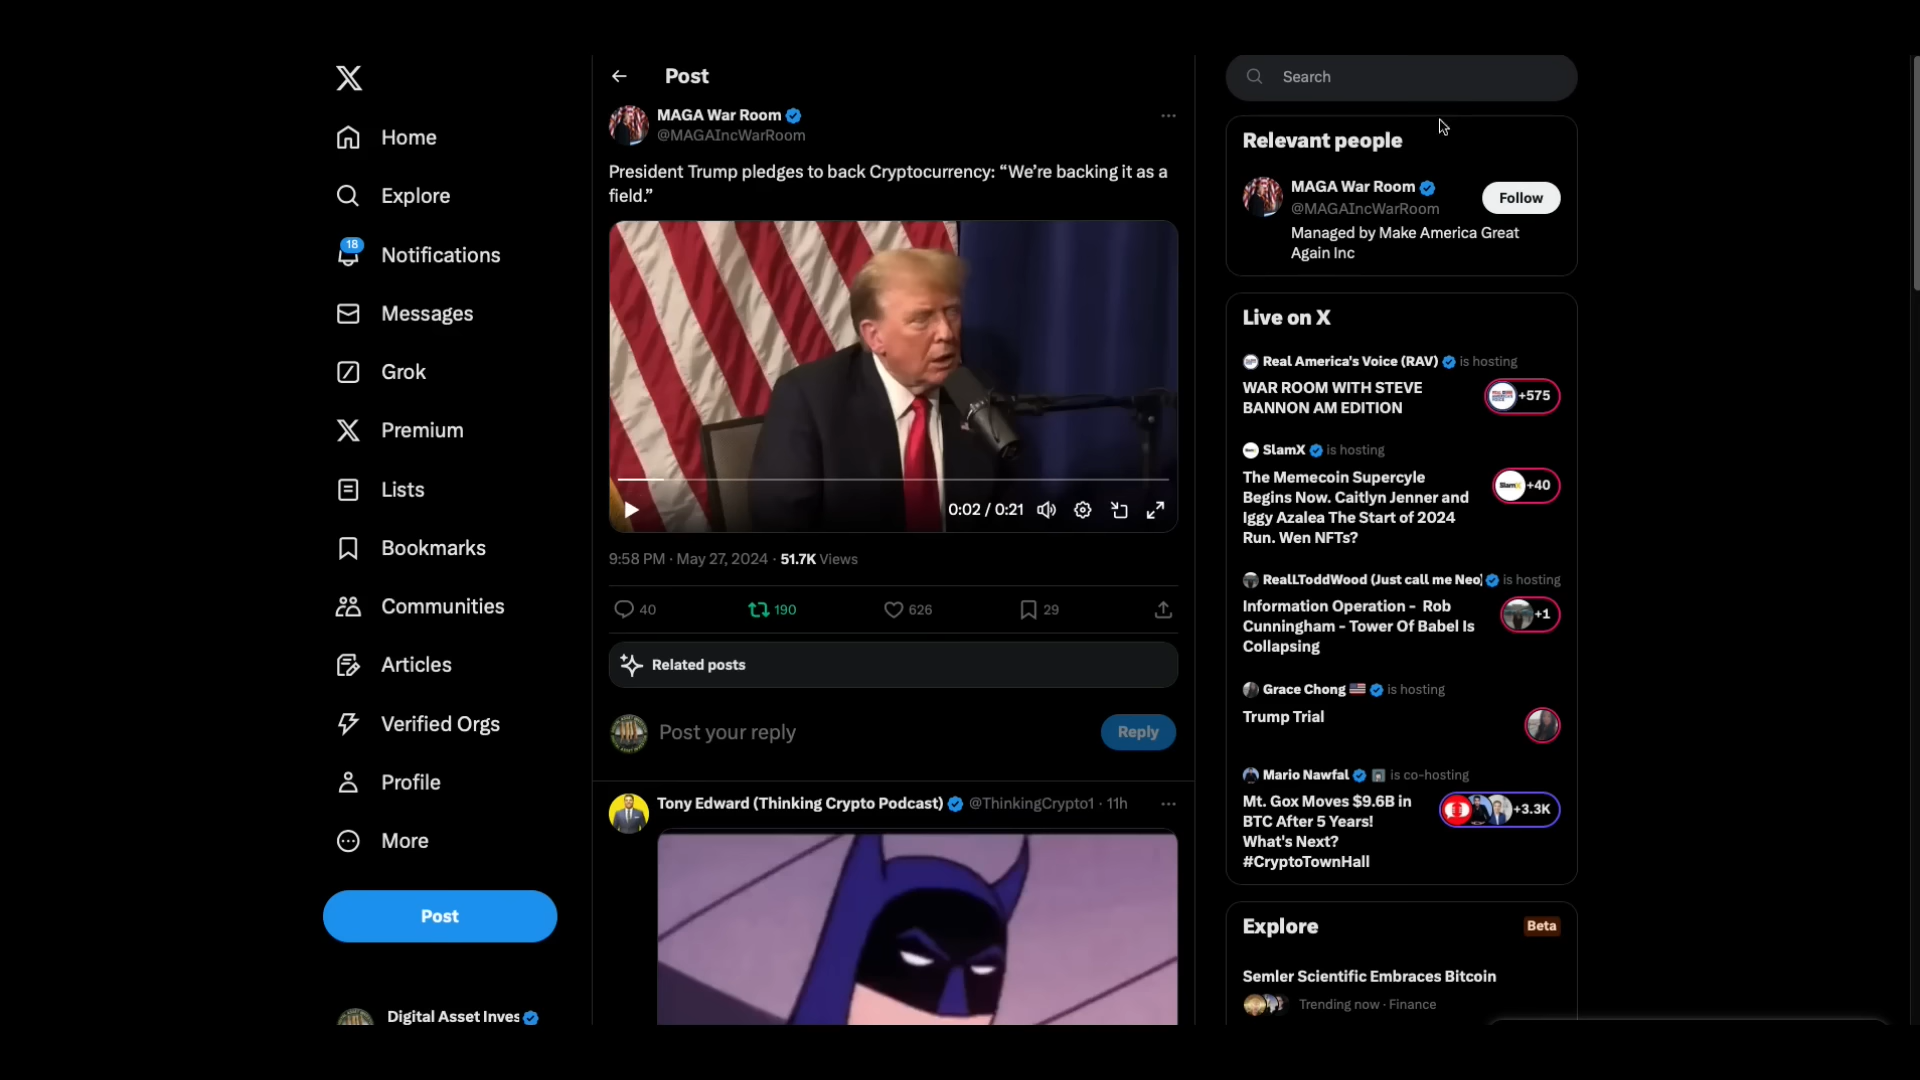 Home
Explore
18
Notifications
Messages
Grok
Premium
Lists
Bookmarks
Communities
Articles
Verified Orgs
Profile
More
Post
Digital Asset Inves
Post
MAGA War Room
@MAGAIncWarRoom
President Trump pledges to back Cryptocurrency: “We’re backing it as a
field.”
0:02 / 0:21
9:58 PM · May 27, 2024 · 51.7K Views
40 190 626 29
Related posts
Post your reply
Reply
Tony Edward (Thinking Crypto Podcast) @ThinkingCrypto1 · 11h
Search
Relevant people
MAGA War Room
@MAGAIncWarRoom
Follow
Managed by Make America Great
Again Inc
Live on X
Real America's Voice (RAV) is hosting
WAR ROOM WITH STEVE
BANNON AM EDITION
+575
SlamX is hosting
The Memecoin Supercyle
Begins Now. Caitlyn Jenner and
Iggy Azalea The Start of 2024
Run. Wen NFTs?
+40
RealLToddWood (Just call me Neo) is hosting
Information Operation - Rob
Cunningham - Tower Of Babel Is
Collapsing
+1
Grace Chong is hosting
Trump Trial
Mario Nawfal is co-hosting
Mt. Gox Moves $9.6B in
BTC After 5 Years!
What's Next?
#CryptoTownHall
+3.3K
Explore
Beta
Semler Scientific Embraces Bitcoin
Trending now · Finance